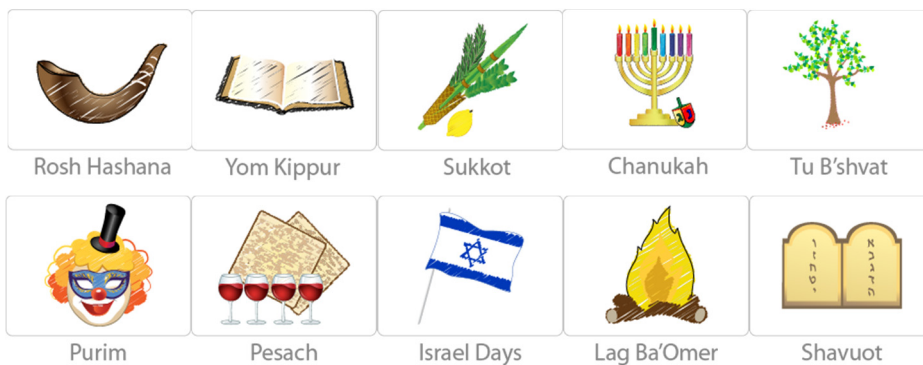 Rosh Hashana
Yom Kippur
Sukkot
Chanukah
Tu B'shvat
Purim
Pesach
Israel Days
Lag Ba'Omer
Shavuot
ו א
ז ב
ח ג
ט ד
י ה